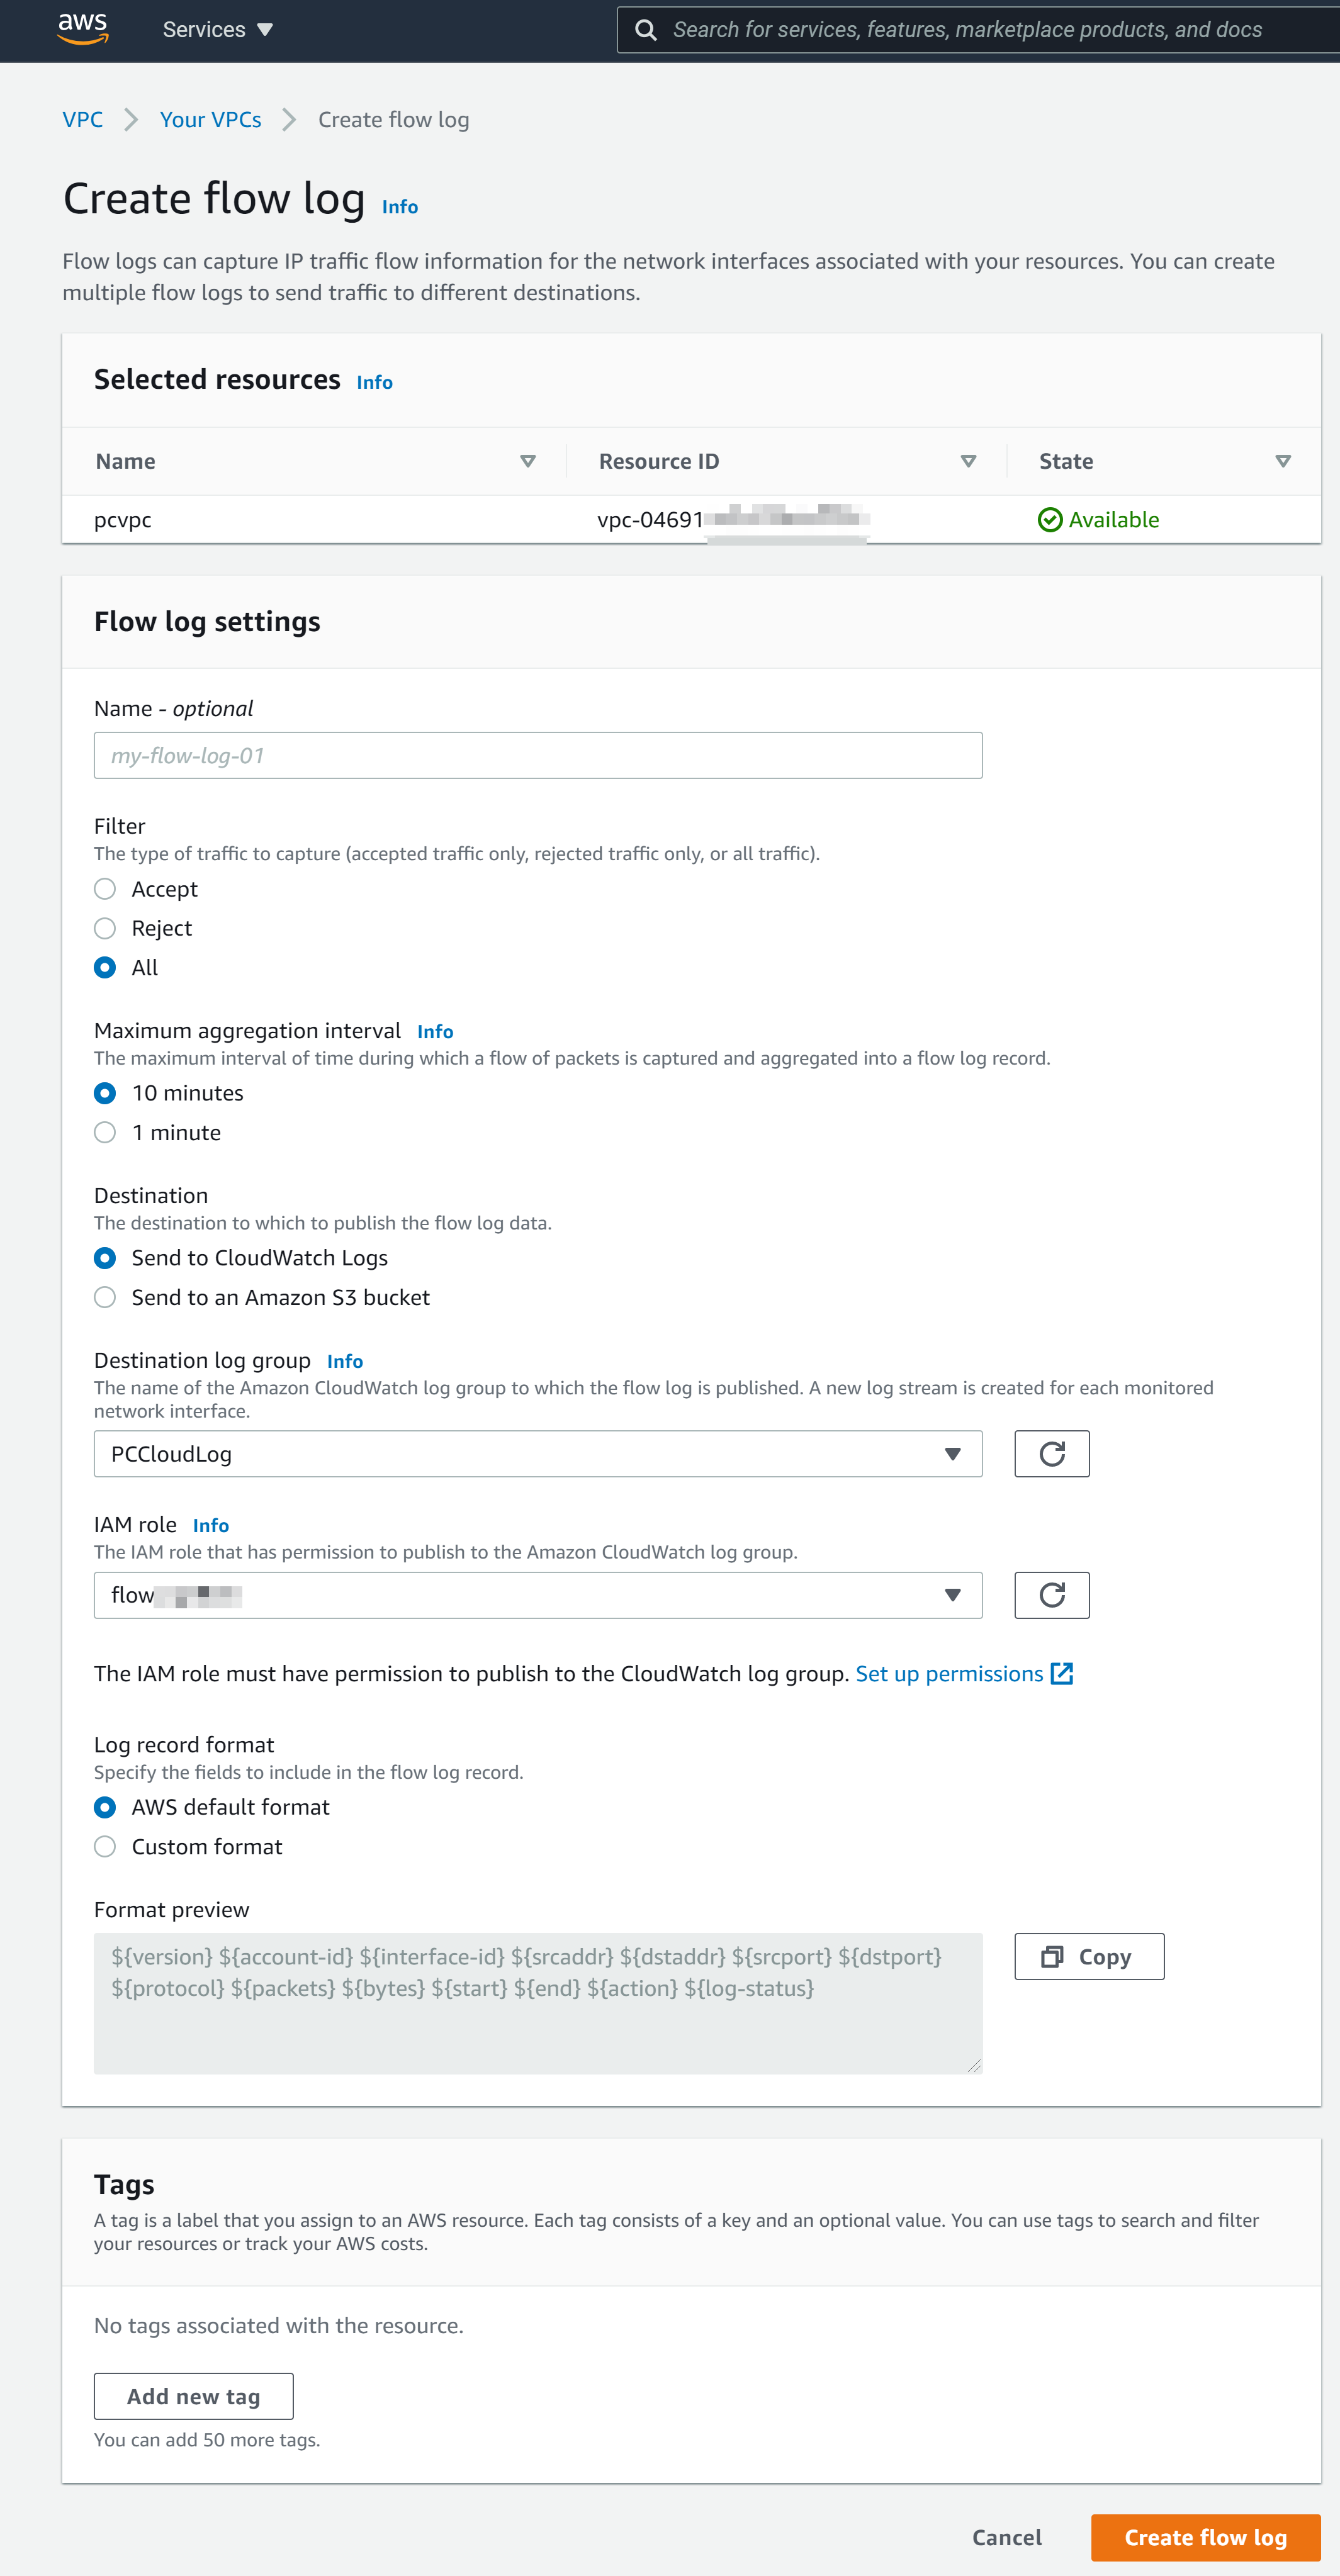 aws
Services
Search for services, features, marketplace products, and docs
VPC
Your VPCs
Create flow log
Create flow log Info
Flow logs can capture IP traffic flow information for the network interfaces associated with your resources. You can create
multiple flow logs to send traffic to different destinations.
Selected resources Info
Name Resource ID State
pcvpc vpc-04691 Available
Flow log settings
Name - optional
my-flow-log-01
Filter
The type of traffic to capture (accepted traffic only, rejected traffic only, or all traffic).
Accept
Reject
All
Maximum aggregation interval Info
The maximum interval of time during which a flow of packets is captured and aggregated into a flow log record.
10 minutes
1 minute
Destination
The destination to which to publish the flow log data.
Send to CloudWatch Logs
Send to an Amazon S3 bucket
Destination log group Info
The name of the Amazon CloudWatch log group to which the flow log is published. A new log stream is created for each monitored
network interface.
PCCloudLog
IAM role Info
The IAM role that has permission to publish to the Amazon CloudWatch log group.
flow
The IAM role must have permission to publish to the CloudWatch log group. Set up permissions
Log record format
Specify the fields to include in the flow log record.
AWS default format
Custom format
Format preview
${version} ${account-id} ${interface-id} ${srcaddr} ${dstaddr} ${srcport} ${dstport}
${protocol} ${packets} ${bytes} ${start} ${end} ${action} ${log-status}
Copy
Tags
A tag is a label that you assign to an AWS resource. Each tag consists of a key and an optional value. You can use tags to search and filter
your resources or track your AWS costs.
No tags associated with the resource.
Add new tag
You can add 50 more tags.
Cancel
Create flow log